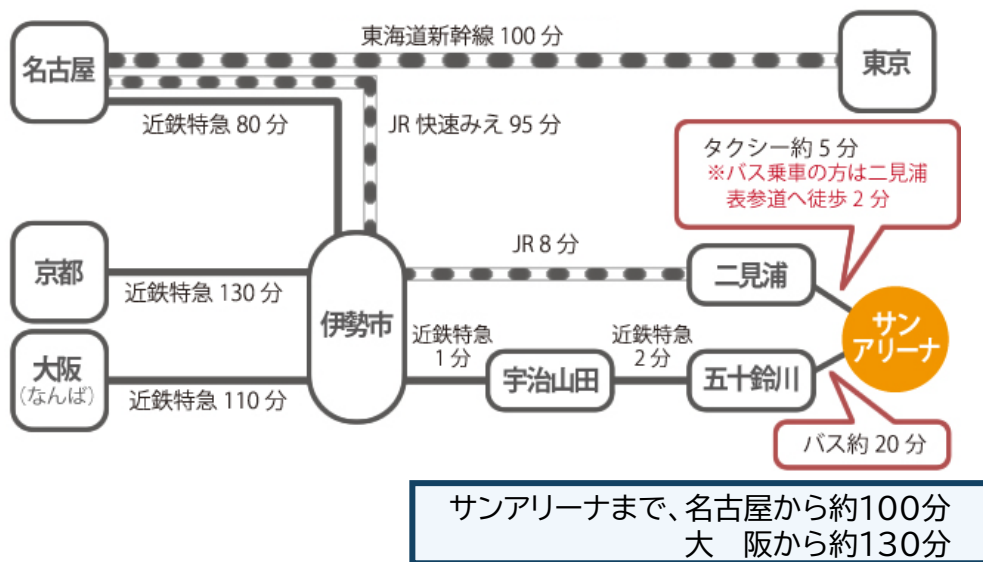 東海道新幹線 100 分
名古屋
東京
近鉄特急 80 分
JR 快速みえ 95 分
タクシー約 5 分
※バス乗車の方は二見浦
表参道へ徒歩 2 分
京都
近鉄特急 130 分
JR 8 分
二見浦
伊勢市
サン
アリーナ
大阪
(なんば)
近鉄特急 110 分
近鉄特急
1 分
宇治山田
近鉄特急
2 分
五十鈴川
バス約 20 分
サンアリーナまで、名古屋から約100分
大　阪から約130分